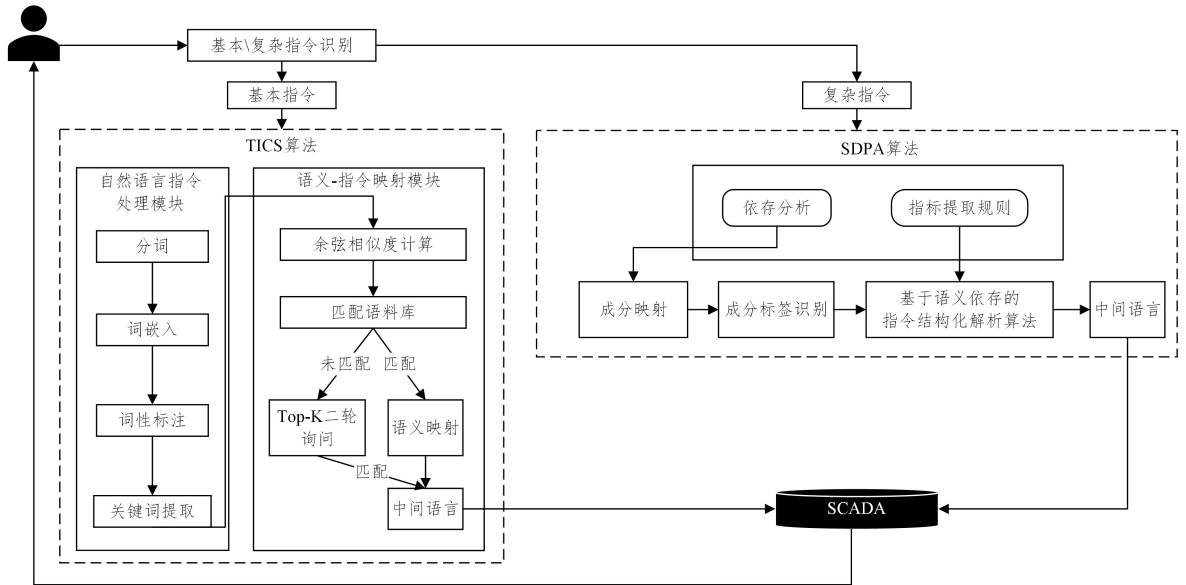 基本\复杂指令识别
基本指令
复杂指令
TICS算法
自然语言指令
处理模块
分词
词嵌入
词性标注
关键词提取
语义-指令映射模块
余弦相似度计算
匹配语料库
未匹配
匹配
Top-K二轮
询问
语义映射
匹配
中间语言
SDPA算法
依存分析
指标提取规则
成分映射
成分标签识别
基于语义依存的
指令结构化解析算法
中间语言
SCADA